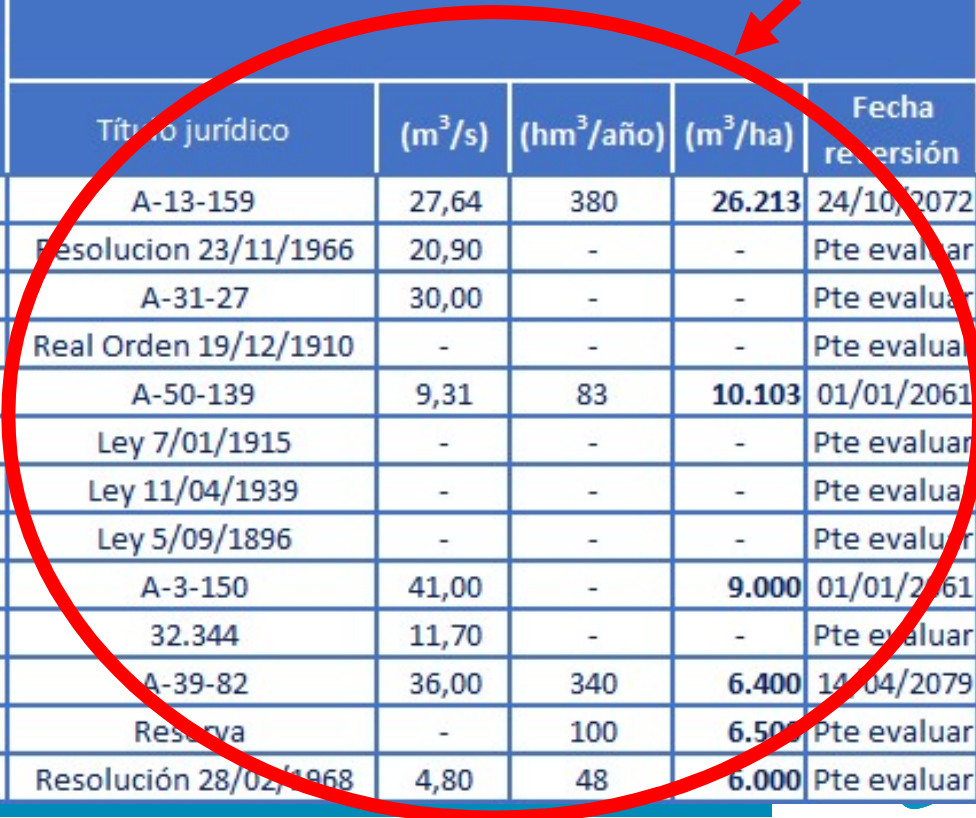 Título jurídico (m³/s) (hm³/año) (m³/ha) Fecha reversión
A-13-159 27,64 380 26.213 24/10/2072
Resolucion 23/11/1966 20,90 - - Pte evaluar
A-31-27 30,00 - - Pte evaluar
Real Orden 19/12/1910 - - - Pte evaluar
A-50-139 9,31 83 10.103 01/01/2061
Ley 7/01/1915 - - - Pte evaluar
Ley 11/04/1939 - - - Pte evaluar
Ley 5/09/1896 - - - Pte evaluar
A-3-150 41,00 - 9.000 01/01/2061
32.344 11,70 - - Pte evaluar
A-39-82 36,00 340 6.400 14/04/2079
Reserva - 100 6.500 Pte evaluar
Resolución 28/02/1968 4,80 48 6.000 Pte evaluar